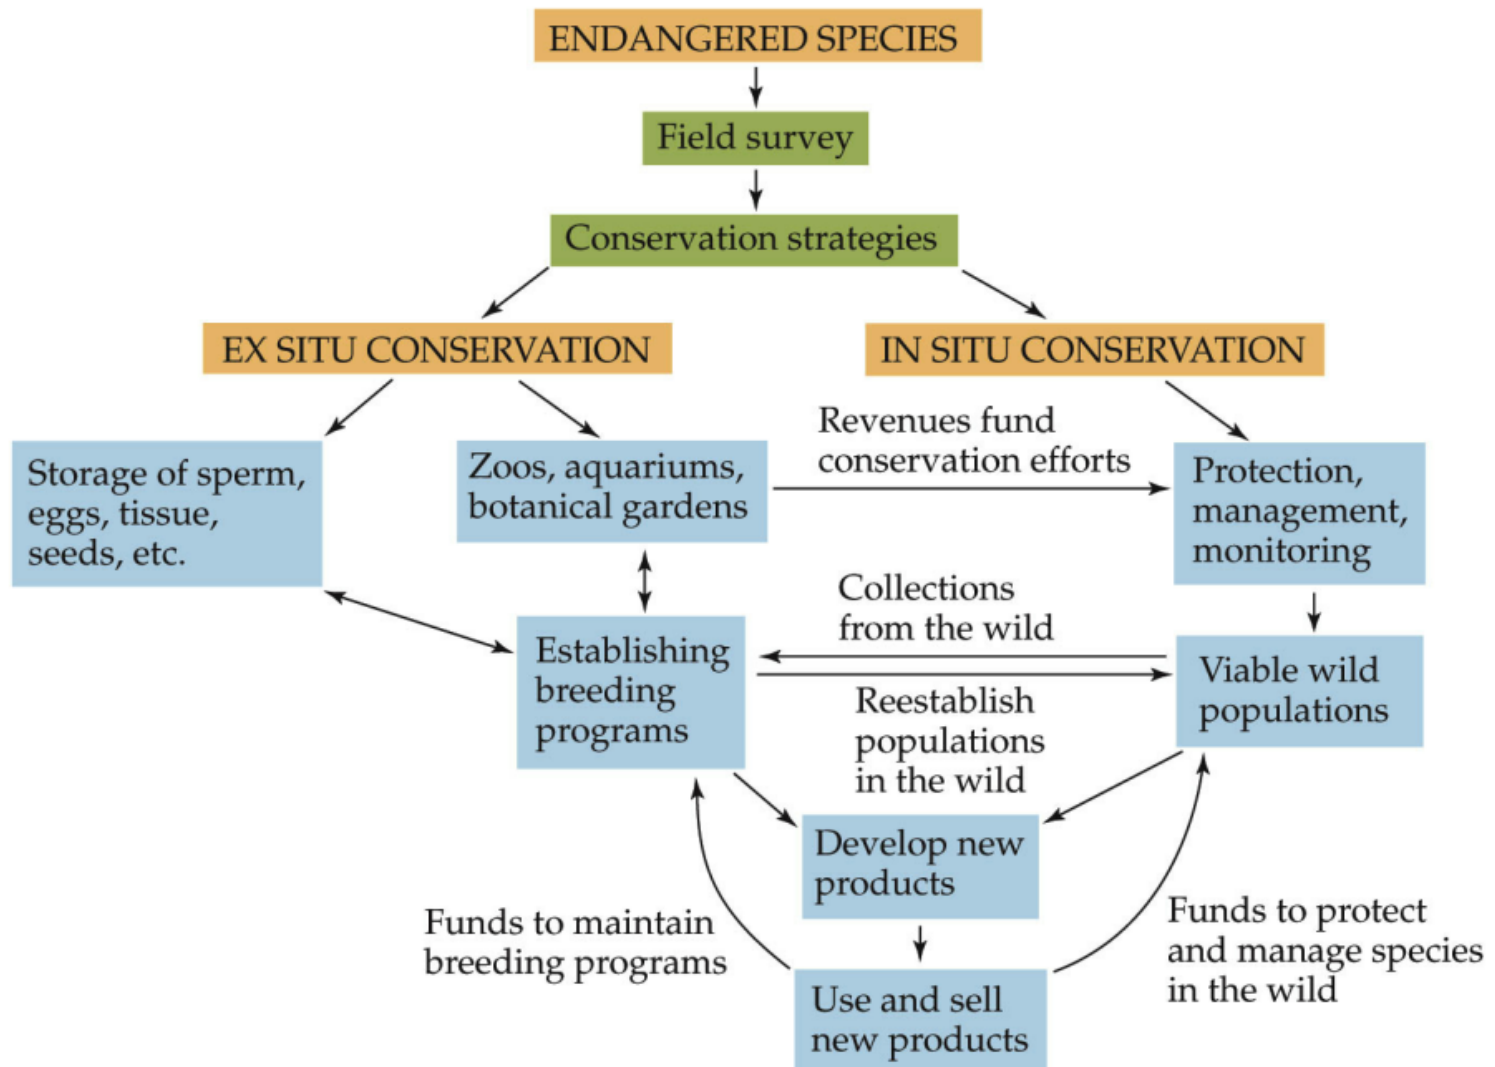 ENDANGERED SPECIES
Field survey
Conservation strategies
EX SITU CONSERVATION
IN SITU CONSERVATION
Storage of sperm,
eggs, tissue,
seeds, etc.
Zoos, aquariums,
botanical gardens
Revenues fund
conservation efforts
Protection,
management,
monitoring
Establishing
breeding
programs
Collections
from the wild
Reestablish
populations
in the wild
Viable wild
populations
Develop new
products
Funds to maintain
breeding programs
Use and sell
new products
Funds to protect
and manage species
in the wild